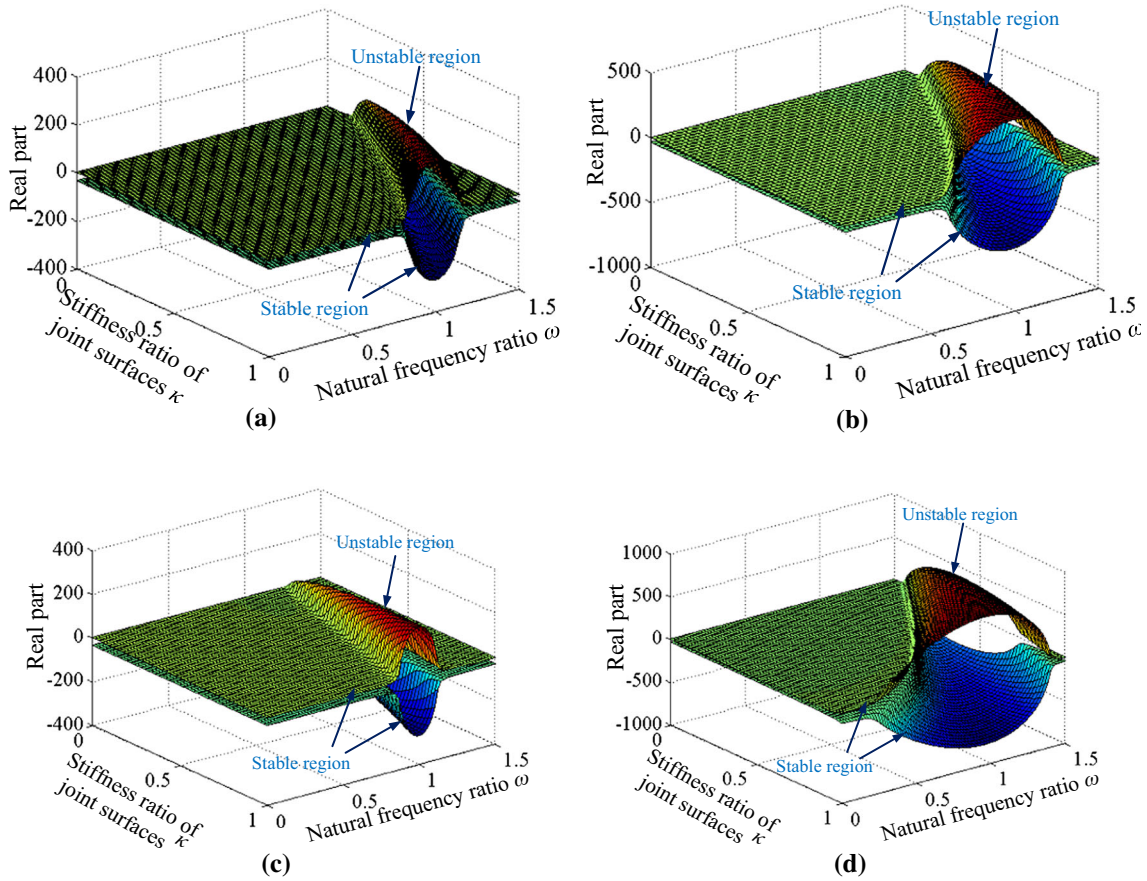 Unstable region
400
200
0
-200
-400
Real part
Stable region
0
0.5
1
Stiffness ratio of
joint surfaces κ
0
0.5
1
1.5
Natural frequency ratio ω
(a)
Unstable region
500
0
-500
-1000
Real part
Stable region
0
0.5
1
Stiffness ratio of
joint surfaces κ
0
0.5
1
1.5
Natural frequency ratio ω
(b)
Unstable region
400
200
0
-200
-400
Real part
Stable region
0
0.5
1
Stiffness ratio of
joint surfaces κ
0
0.5
1
1.5
Natural frequency ratio ω
(c)
Unstable region
1000
500
0
-500
-1000
Real part
Stable region
0
0.5
1
Stiffness ratio of
joint surfaces κ
0
0.5
1
1.5
Natural frequency ratio ω
(d)